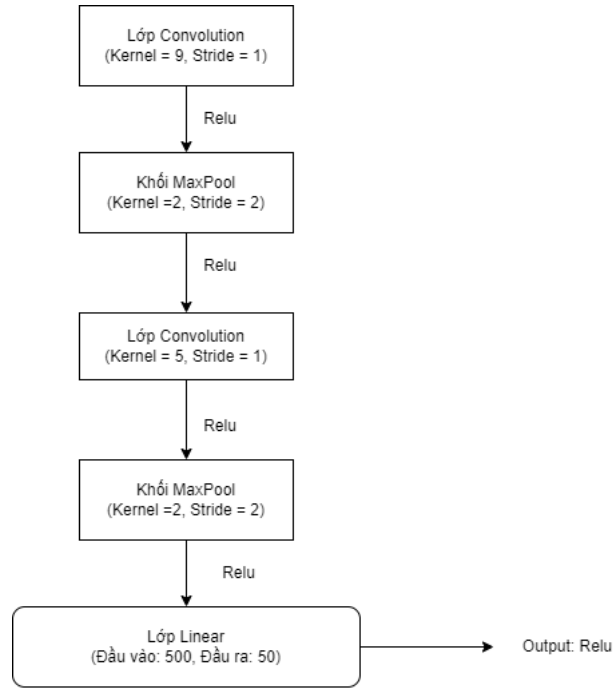 Lớp Convolution
(Kernel = 9, Stride = 1)
Relu
Khối MaxPool
(Kernel =2, Stride = 2)
Relu
Lớp Convolution
(Kernel = 5, Stride = 1)
Relu
Khối MaxPool
(Kernel =2, Stride = 2)
Relu
Lớp Linear
(Đầu vào: 500, Đầu ra: 50)
Output: Relu